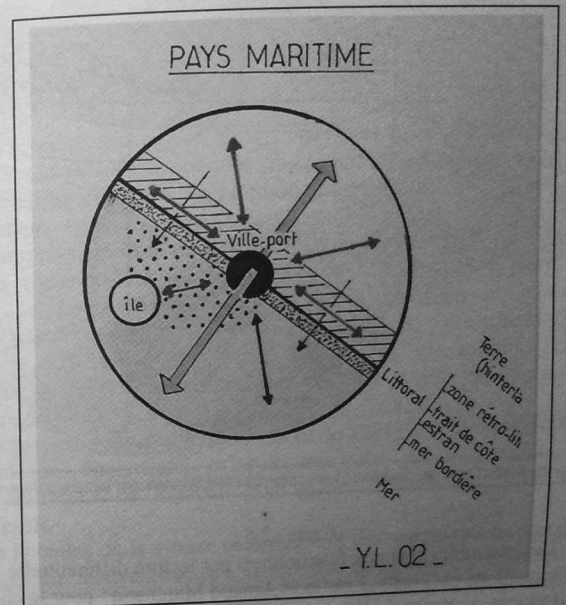 PAYS MARITIME
Ville-port
île
Terre
(hinterla
Littoral
zone rétro-lit
trait de côte
estran
mer bordière
Mer
_ Y.L. 02 _